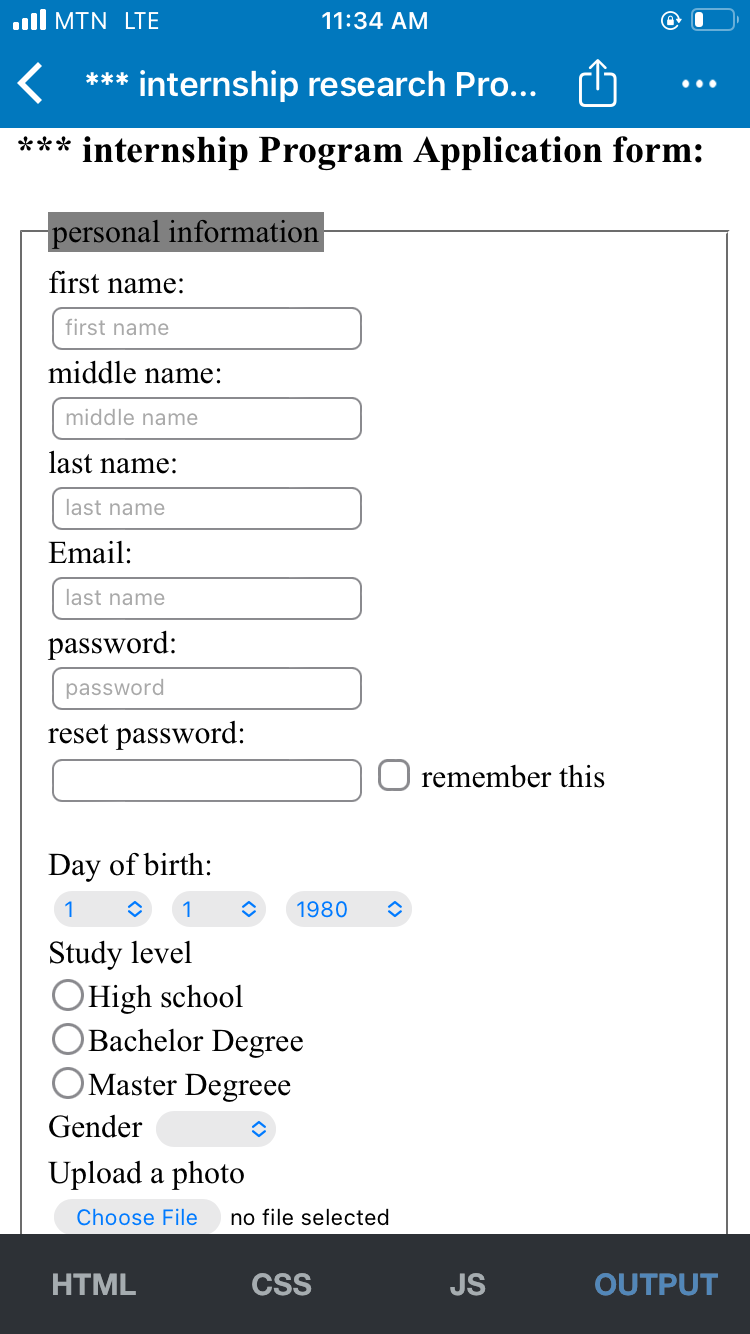 MTN LTE 11:34 AM
*** internship research Pro...
*** internship Program Application form:
personal information
first name:
first name
middle name:
middle name
last name:
last name
Email:
last name
password:
password
reset password:
remember this
Day of birth:
1 1 1980
Study level
High school
Bachelor Degree
Master Degreee
Gender
Upload a photo
Choose File no file selected
HTML CSS JS OUTPUT